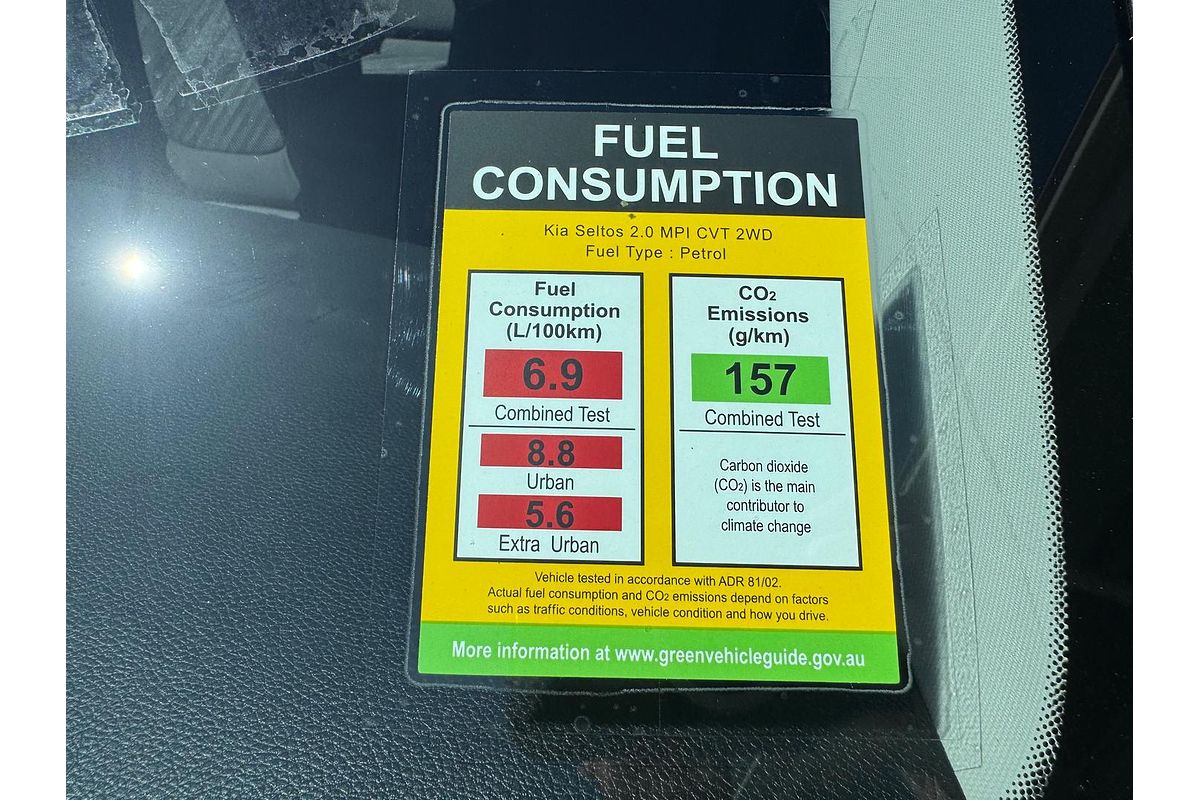 FUEL
CONSUMPTION
Kia Seltos 2.0 MPI CVT 2WD
Fuel Type : Petrol
Fuel
Consumption
(L/100km)
6.9
Combined Test
8.8
Urban
5.6
Extra Urban
CO₂
Emissions
(g/km)
157
Combined Test
Carbon dioxide
(CO₂) is the main
contributor to
climate change
Vehicle tested in accordance with ADR 81/02.
Actual fuel consumption and CO₂ emissions depend on factors
such as traffic conditions, vehicle condition and how you drive.
More information at www.greenvehicleguide.gov.au